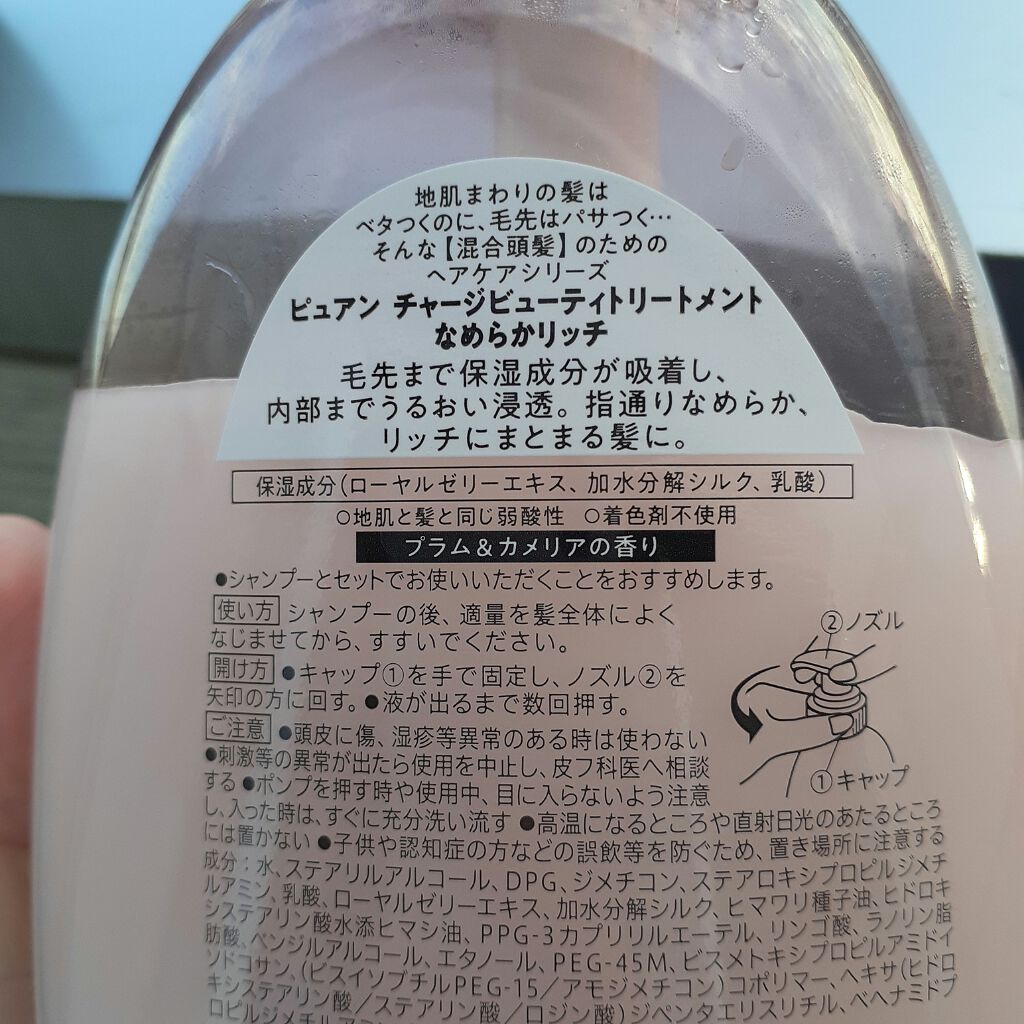 地肌まわりの髪は
ベタつくのに、毛先はパサつく…
そんな【混合頭髪】のための
ヘアケアシリーズ
ピュアン チャージビューティトリートメント
なめらかリッチ
毛先まで保湿成分が吸着し、
内部までうるおい浸透。指通りなめらか、
リッチにまとまる髪に。
保湿成分(ローヤルゼリーエキス、加水分解シルク、乳酸)
○地肌と髪と同じ弱酸性 ○着色剤不使用
プラム&カメリアの香り
●シャンプーとセットでお使いいただくことをおすすめします。
使い方 シャンプーの後、適量を髪全体によく
なじませてから、すすいでください。
開け方 ●キャップ①を手で固定し、ノズル②を
矢印の方に回す。●液が出るまで数回押す。
②ノズル
①キャップ
ご注意 ●頭皮に傷、湿疹等異常のある時は使わない
●刺激等の異常が出たら使用を中止し、皮フ科医へ相談
する ●ポンプを押す時や使用中、目に入らないよう注意
し、入った時は、すぐに充分洗い流す ●高温になるところや直射日光のあたるところ
には置かない ●子供や認知症の方などの誤飲等を防ぐため、置き場所に注意する
成分:水、ステアリルアルコール、DPG、ジメチコン、ステアロキシプロピルジメチ
ルアミン、乳酸、ローヤルゼリーエキス、加水分解シルク、ヒマワリ種子油、ヒドロキ
システアリン酸水添ヒマシ油、PPG-3カプリリルエーテル、リンゴ酸、ラノリン脂
肪酸、ベンジルアルコール、エタノール、PEG-45M、ビスメトキシプロピルアミドイ
ソドコサン、(ビスイソブチルPEG-15/アモジメチコン)コポリマー、ヘキサ(ヒドロ
キシステアリン酸/ステアリン酸/ロジン酸)ジペンタエリスリチル、ベヘナミドプ
ロピルジメチルアミ